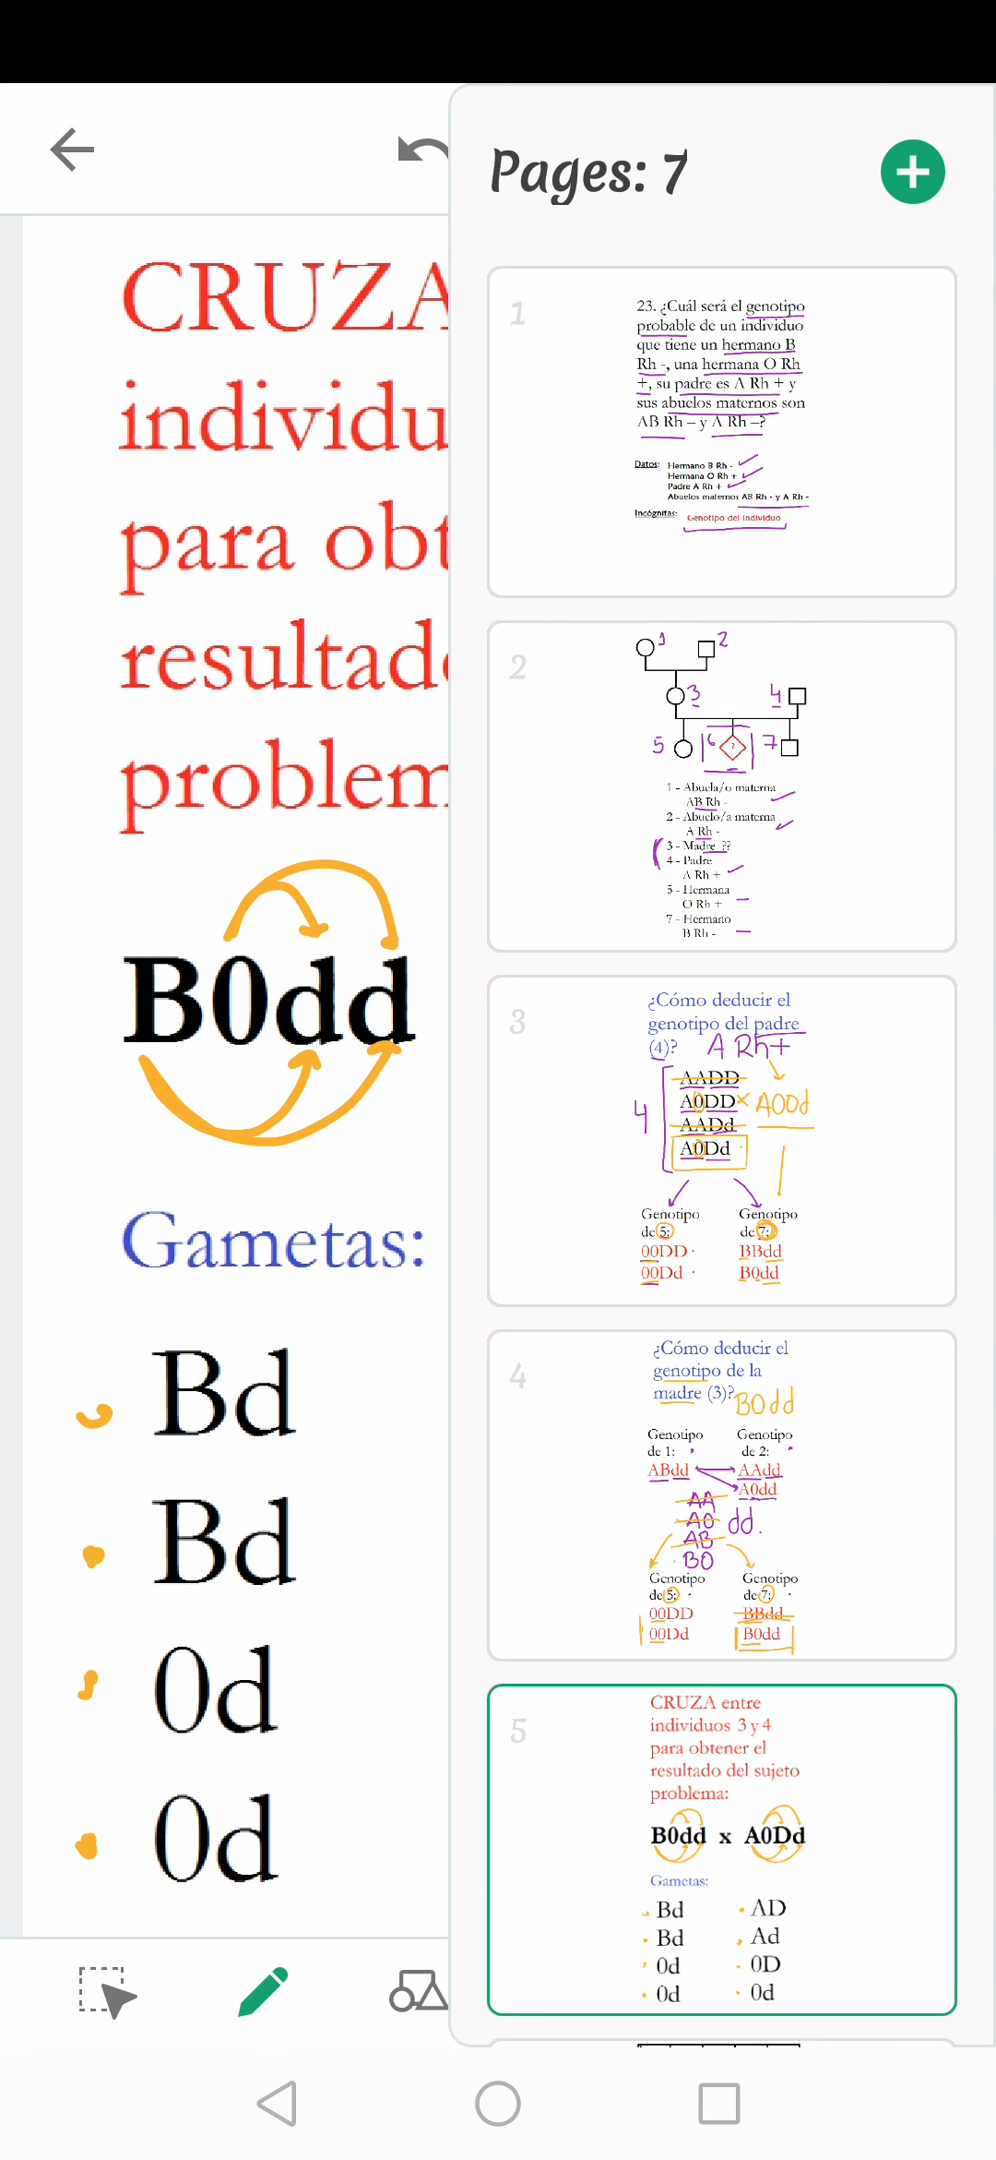 CRUZA
individu
para obt
resultad
problem
B0dd
Gametas:
Bd
Bd
0d
0d
Pages: 7
1
23. ¿Cuál será el genotipo
probable de un individuo
que tiene un hermano B
Rh -, una hermana O Rh
+, su padre es A Rh + y
sus abuelos maternos son
AB Rh – y A Rh –?
Datos: Hermano B Rh -
Hermana O Rh +
Padre A Rh +
Abuelos maternos AB Rh - y A Rh -
Incógnitas: Genotipo del individuo
2
1 2
3 4
5 6 ? 7
1 - Abuela/o materna
AB Rh -
2 - Abuelo/a materna
A Rh -
3 - Madre ??
4 - Padre
A Rh +
5 - Hermana
O Rh +
7 - Hermano
B Rh -
3
¿Cómo deducir el
genotipo del padre
(4)? A Rh+
AADD
4 A0DD x A0Dd
AADd
A0Dd
Genotipo Genotipo
de 5: de 7:
00DD BBdd
00Dd B0dd
4
¿Cómo deducir el
genotipo de la
madre (3)? B0dd
Genotipo Genotipo
de 1: de 2:
ABdd AAdd
A0dd
AA
A0 dd.
AB
B0
Genotipo Genotipo
de 5: de 7:
00DD BBdd
00Dd B0dd
5
CRUZA entre
individuos 3 y 4
para obtener el
resultado del sujeto
problema:
B0dd x A0Dd
Gametas:
Bd AD
Bd Ad
0d 0D
0d 0d